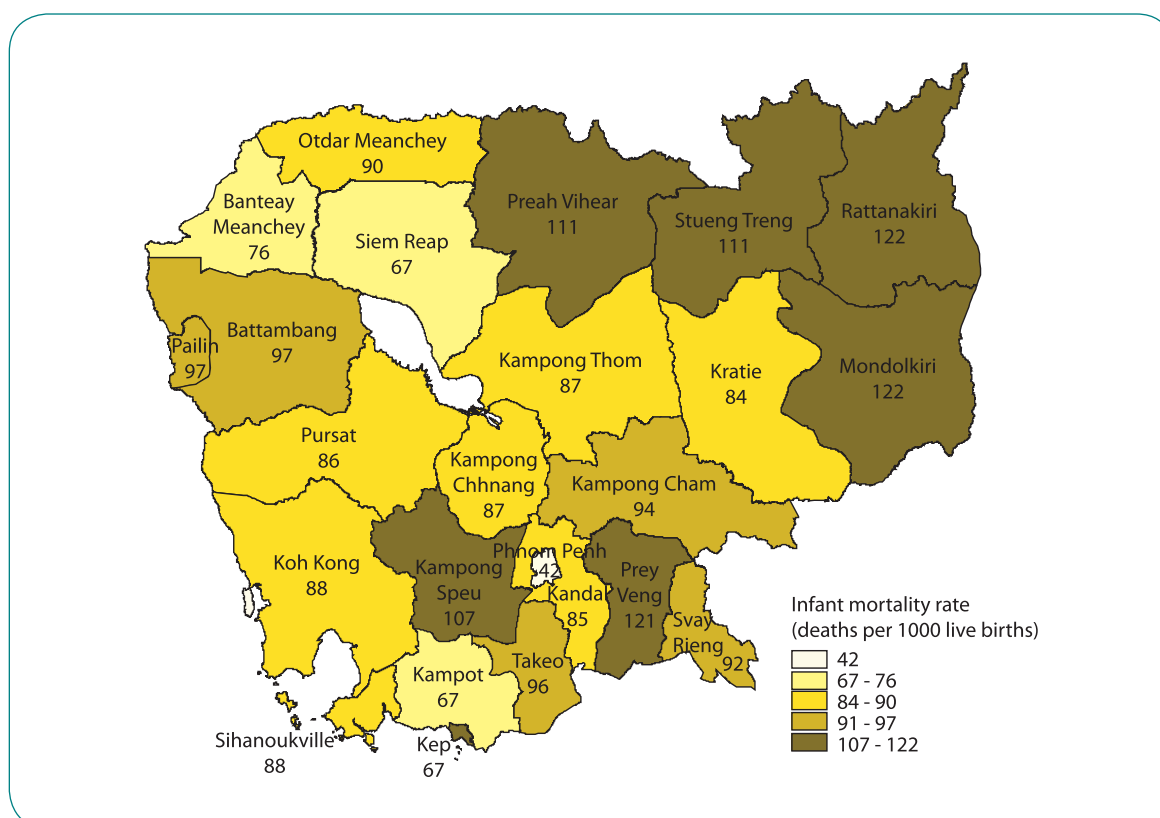 Otdar Meanchey
90
Banteay
Meanchey
76
Siem Reap
67
Preah Vihear
111
Stueng Treng
111
Rattanakiri
122
Battambang
97
Pailin
97
Kampong Thom
87
Kratie
84
Mondolkiri
122
Pursat
86
Kampong
Chhnang
87
Kampong Cham
94
Koh Kong
88
Kampong
Speu
107
Phnom Penh
42
Kandal
85
Prey
Veng
121
Svay
Rieng
92
Takeo
96
Kampot
67
Sihanoukville
88
Kep
67
Infant mortality rate
(deaths per 1000 live births)
42
67 - 76
84 - 90
91 - 97
107 - 122